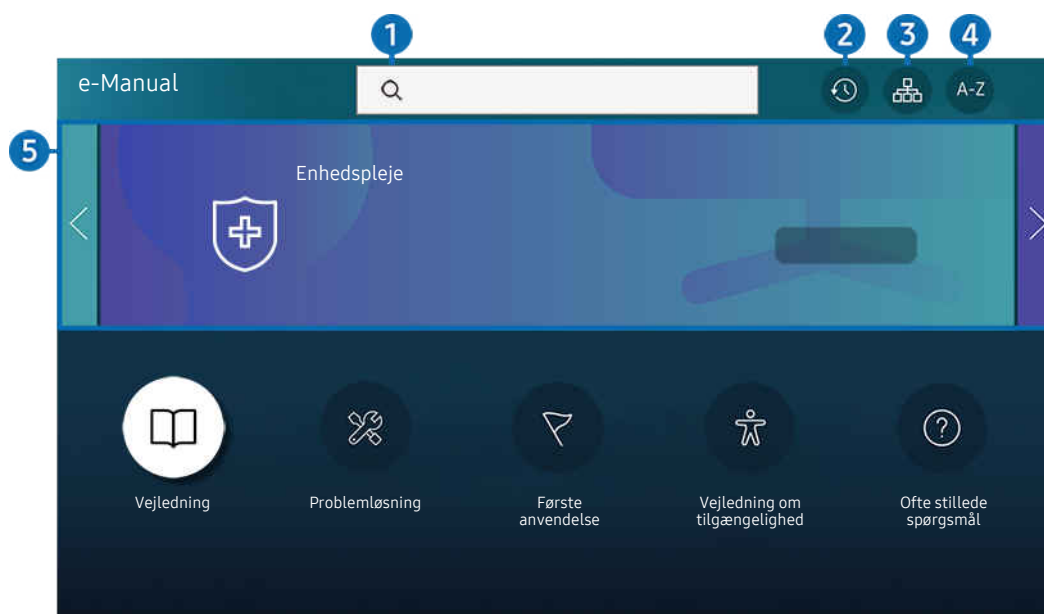 1
2
3
4
e-Manual
A-Z
5
Enhedspleje
Vejledning
Problemløsning
Første
anvendelse
Vejledning om
tilgængelighed
Ofte stillede
spørgsmål